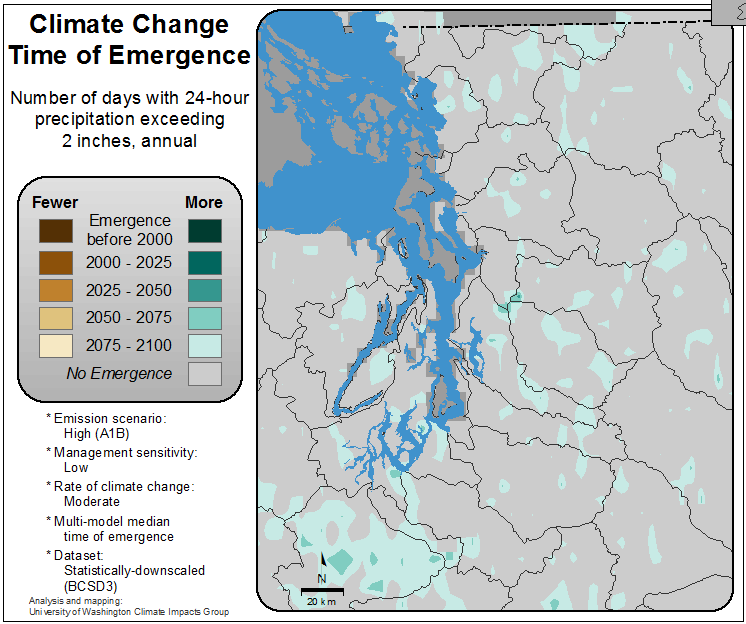 Climate Change
Time of Emergence
Number of days with 24-hour
precipitation exceeding
2 inches, annual
Fewer More
Emergence
before 2000
2000 - 2025
2025 - 2050
2050 - 2075
2075 - 2100
No Emergence
* Emission scenario:
High (A1B)
* Management sensitivity:
Low
* Rate of climate change:
Moderate
* Multi-model median
time of emergence
* Dataset:
Statistically-downscaled
(BCSD3)
Analysis and mapping:
University of Washington Climate Impacts Group
N
20 km